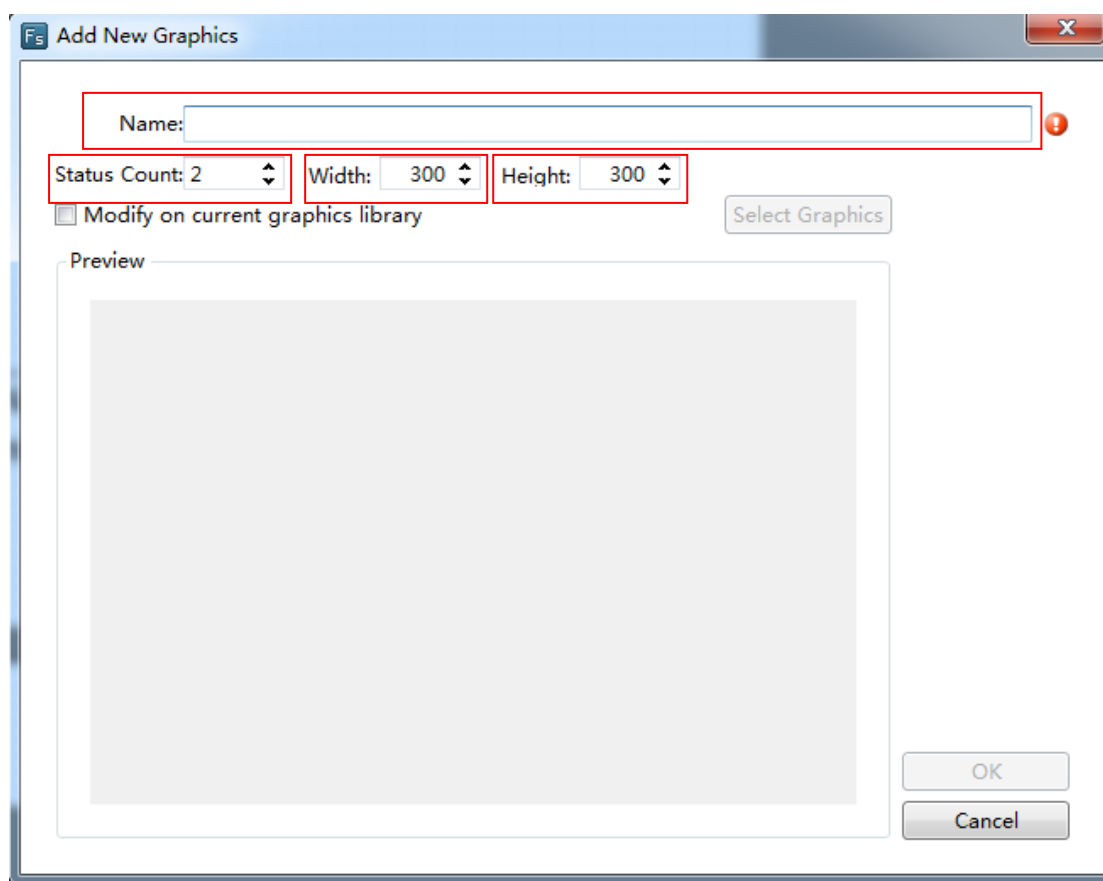 Fs Add New Graphics x
Name: !
Status Count: 2 Width: 300 Height: 300
Modify on current graphics library Select Graphics
Preview
OK
Cancel